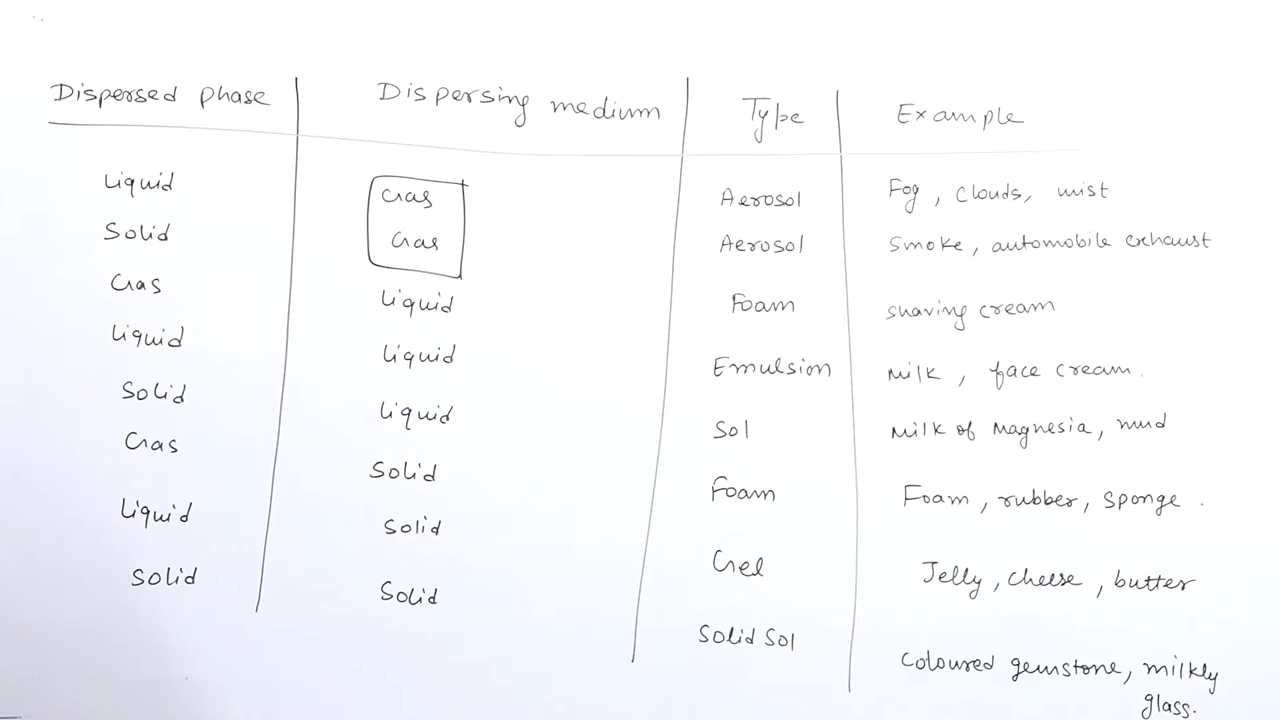 Dispersed phase Dispersing medium Type Example
Liquid Gas Aerosol Fog, clouds, mist
Solid Gas Aerosol Smoke, automobile exhaust
Gas Liquid Foam shaving cream
Liquid Liquid Emulsion Milk, face cream.
Solid Liquid Sol Milk of Magnesia, mud
Gas Solid Foam Foam, rubber, sponge.
Liquid Solid Gel Jelly, cheese, butter
Solid Solid Solid Sol Coloured gemstone, milkly
glass.